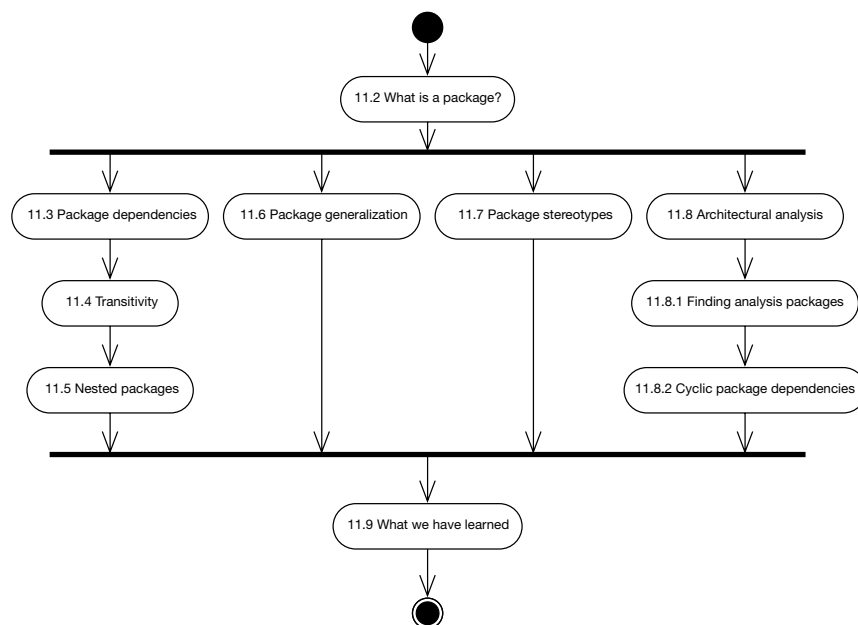 11.2 What is a package?
11.3 Package dependencies
11.6 Package generalization
11.7 Package stereotypes
11.8 Architectural analysis
11.4 Transitivity
11.8.1 Finding analysis packages
11.5 Nested packages
11.8.2 Cyclic package dependencies
11.9 What we have learned